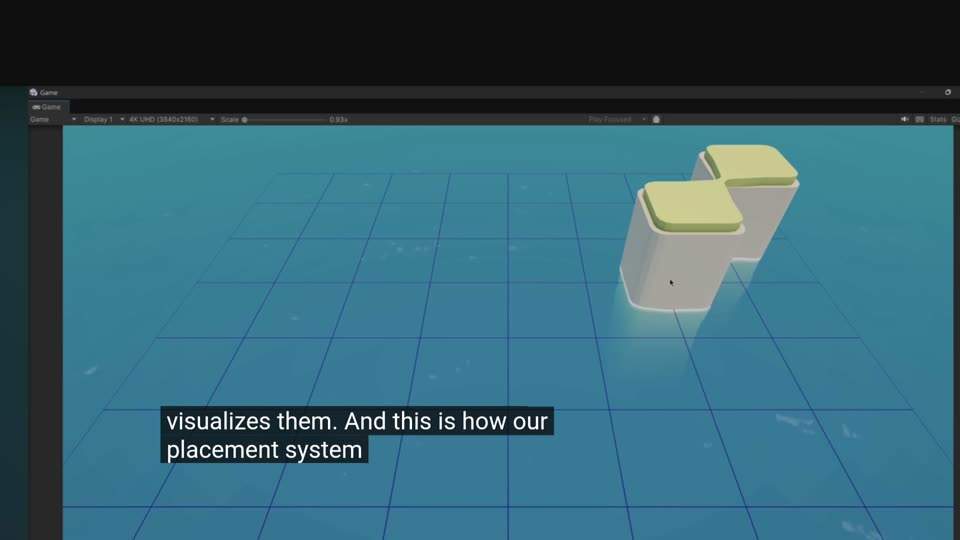 Game
Game
Game Display 1 4K UHD (3840x2160) Scale 0.93x Play Focused Stats
visualizes them. And this is how our
placement system